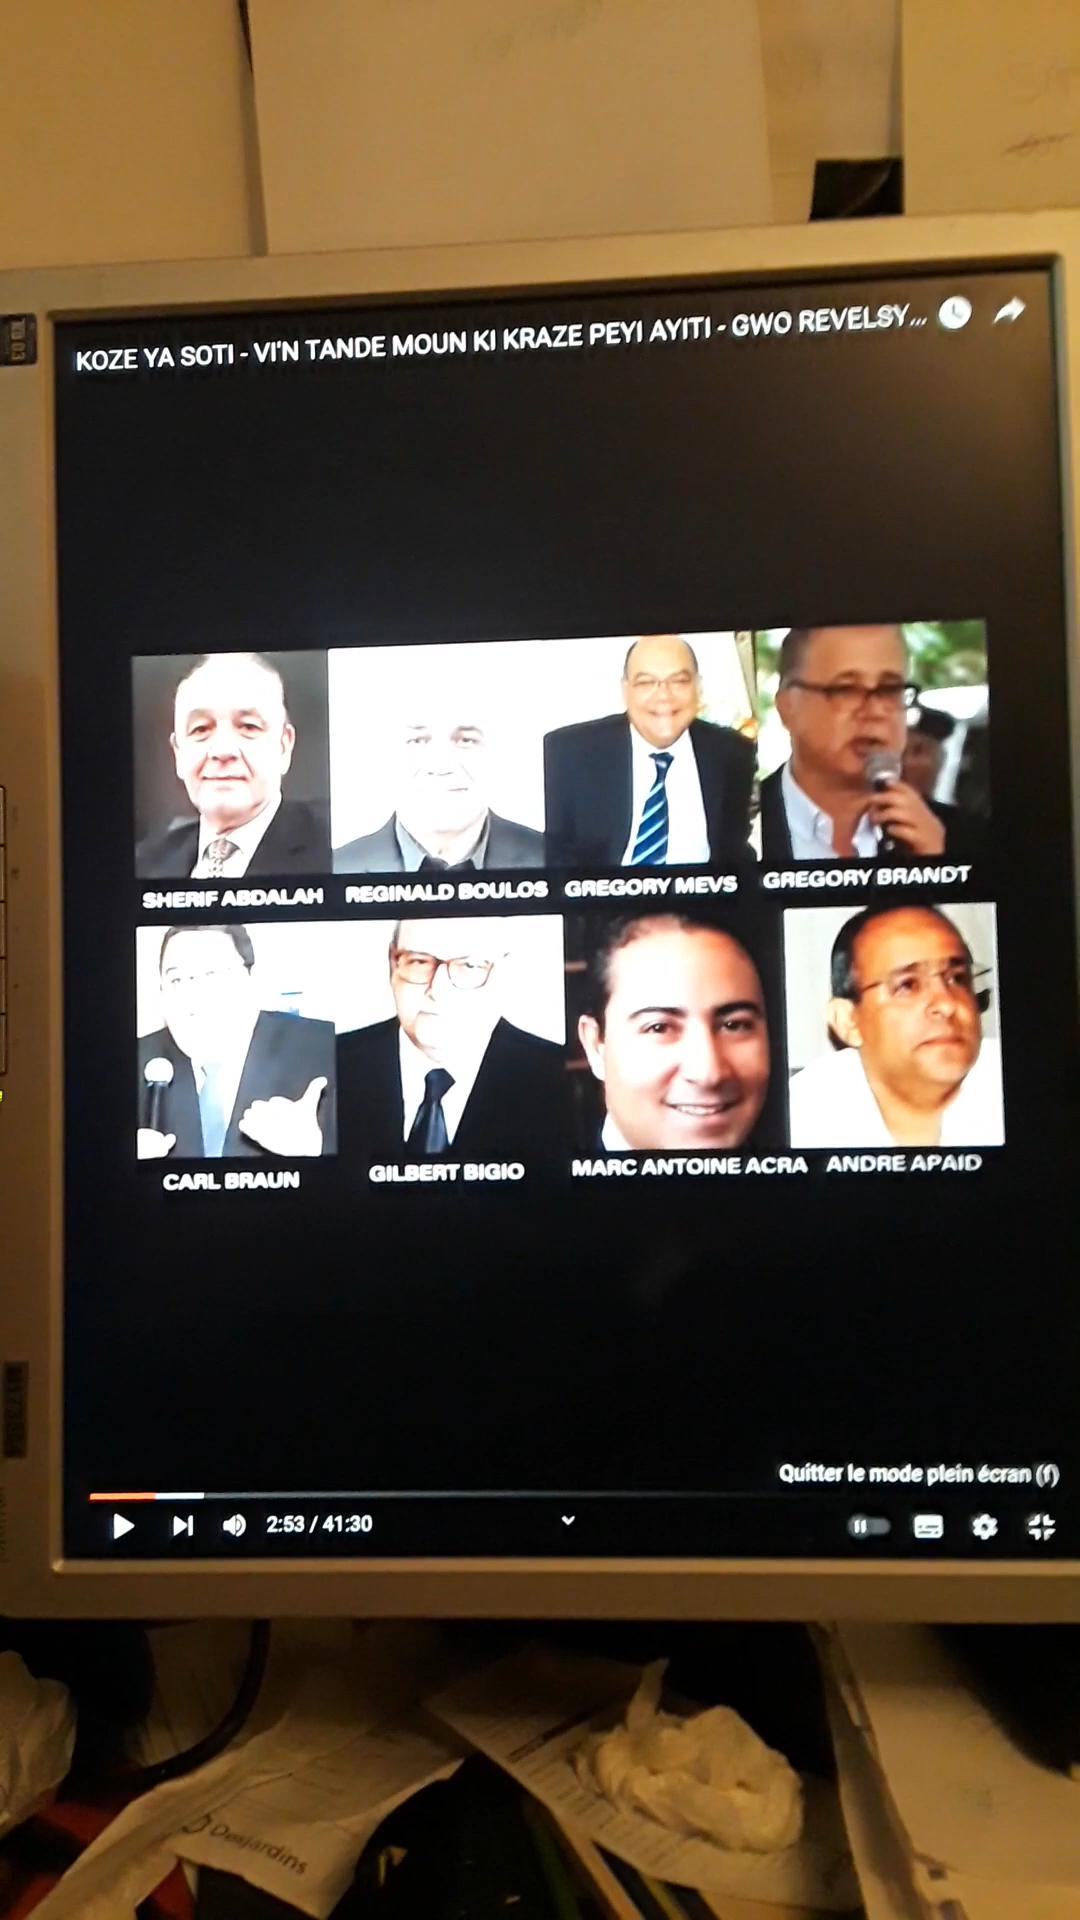 KOZE YA SOTI - VI'N TANDE MOUN KI KRAZE PEYI AYITI - GWO REVELSY...
SHERIF ABDALAH REGINALD BOULOS GREGORY MEVS GREGORY BRANDT
CARL BRAUN GILBERT BIGIO MARC ANTOINE ACRA ANDRE APAID
Quitter le mode plein écran (f)
2:53 / 41:30
Desjardins